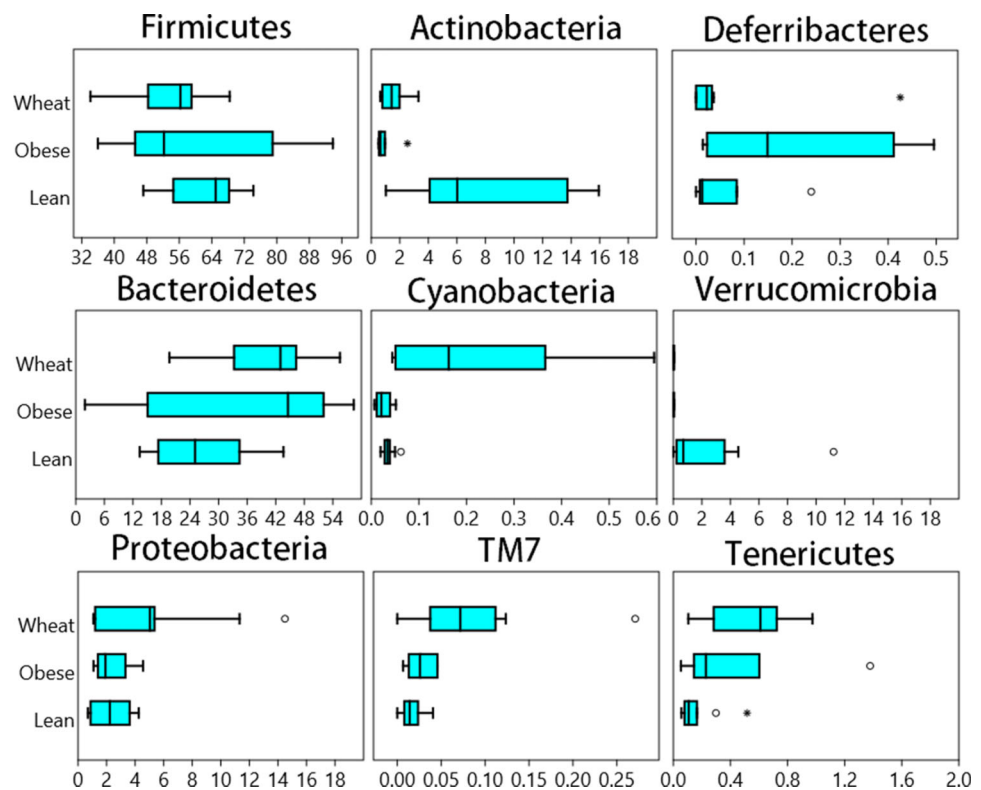 Firmicutes Actinobacteria Deferribacteres
Wheat
Obese
Lean
32 40 48 56 64 72 80 88 96 0 2 4 6 8 10 12 14 16 18 0.0 0.1 0.2 0.3 0.4 0.5
Bacteroidetes Cyanobacteria Verrucomicrobia
Wheat
Obese
Lean
0 6 12 18 24 30 36 42 48 54 0.0 0.1 0.2 0.3 0.4 0.5 0.6 0 2 4 6 8 10 12 14 16 18
Proteobacteria TM7 Tenericutes
Wheat
Obese
Lean
0 2 4 6 8 10 12 14 16 18 0.00 0.05 0.10 0.15 0.20 0.25 0.0 0.4 0.8 1.2 1.6 2.0